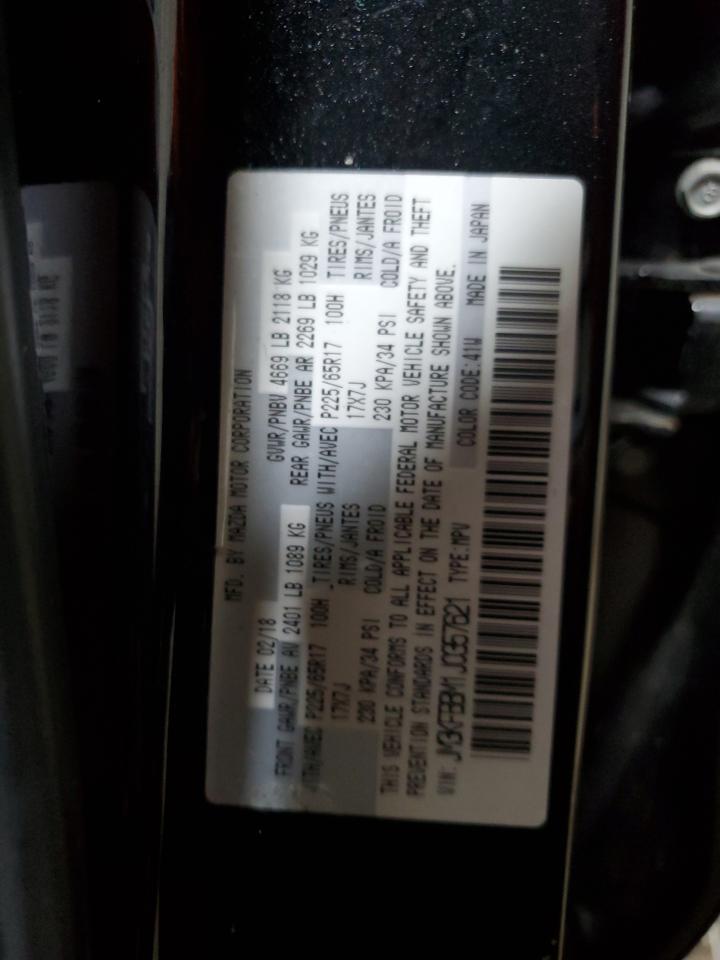 MFD. BY MAZDA MOTOR CORPORATION
DATE 02/18 GVWR/PNBV 4669 LB 2118 KG
FRONT GAWR/PNBE AV 2401 LB 1089 KG REAR GAWR/PNBE AR 2269 LB 1029 KG
WITH/AVEC P225/65R17 100H TIRES/PNEUS WITH/AVEC P225/65R17 100H TIRES/PNEUS
17X7J RIMS/JANTES 17X7J RIMS/JANTES
230 KPA/34 PSI COLD/A FROID 230 KPA/34 PSI COLD/A FROID
THIS VEHICLE CONFORMS TO ALL APPLICABLE FEDERAL MOTOR VEHICLE SAFETY AND THEFT
PREVENTION STANDARDS IN EFFECT ON THE DATE OF MANUFACTURE SHOWN ABOVE.
VIN: JM3KFBBM1J0357621 TYPE:MPV COLOR CODE:41W MADE IN JAPAN